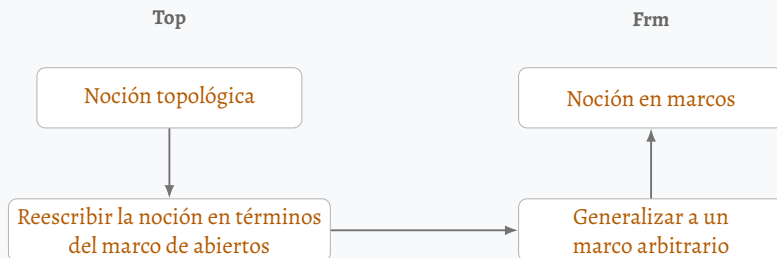 Top
Frm
Noción topológica
Noción en marcos
Reescribir la noción en términos
del marco de abiertos
Generalizar a un
marco arbitrario